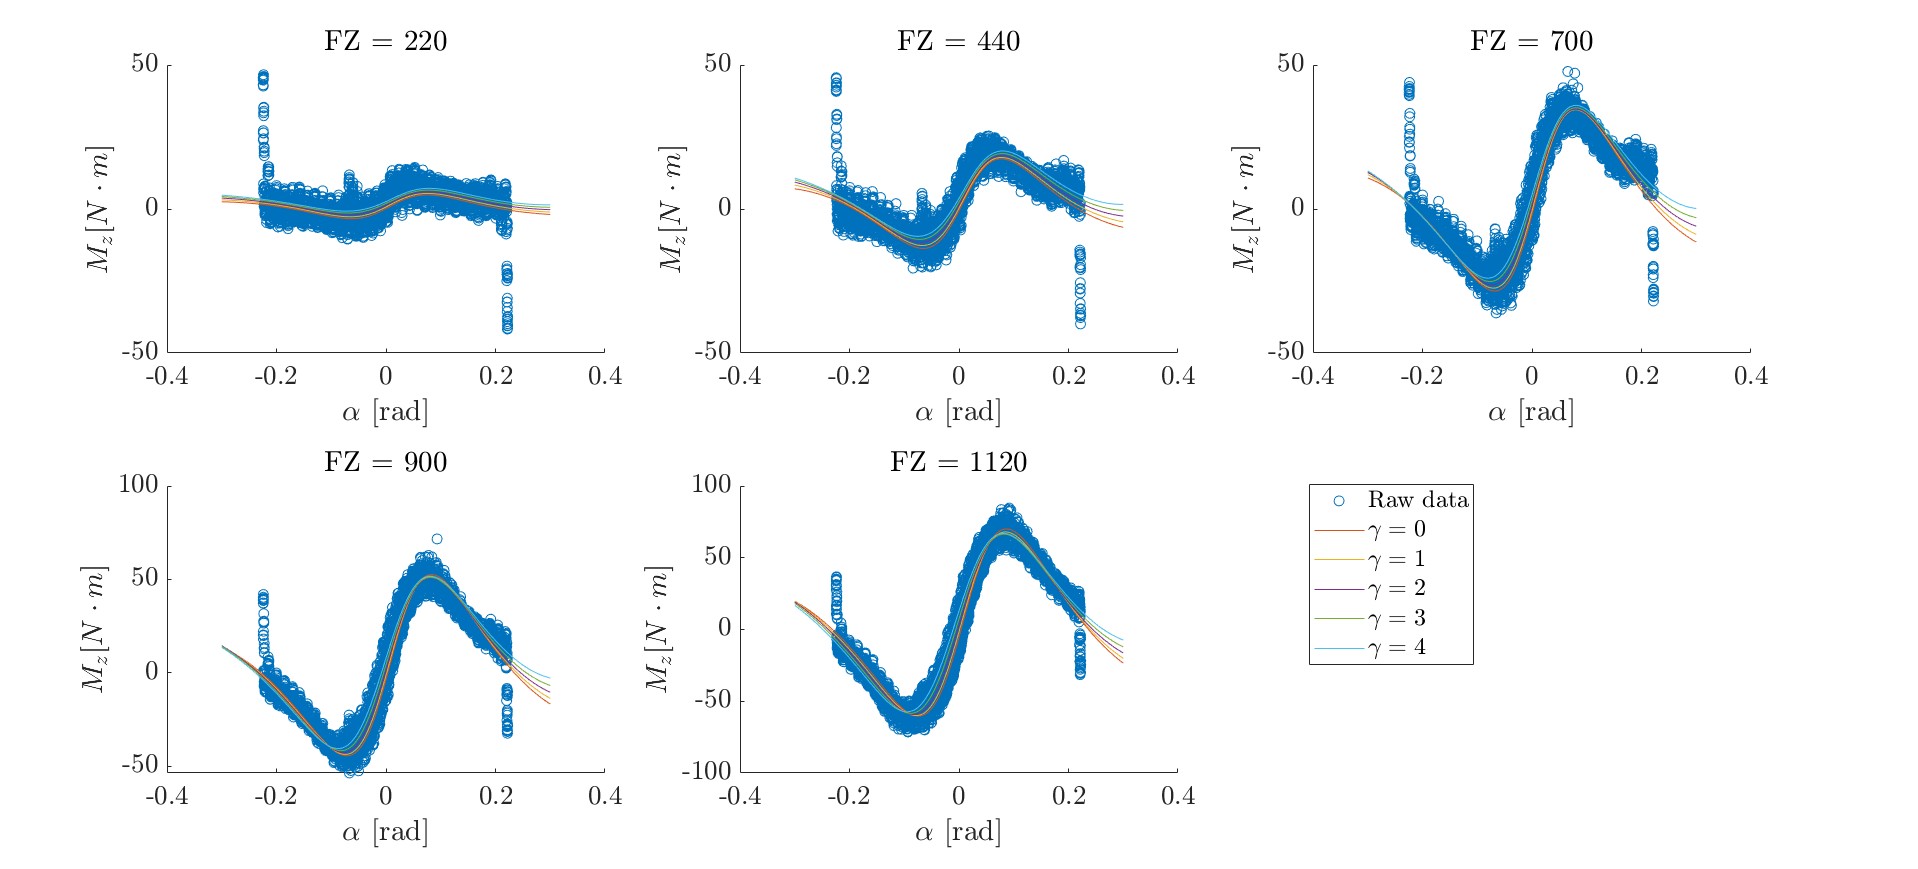 FZ = 220
50
0
-50
-0.4 -0.2 0 0.2 0.4
α [rad]
M_z[N · m]
FZ = 440
50
0
-50
-0.4 -0.2 0 0.2 0.4
α [rad]
M_z[N · m]
FZ = 700
50
0
-50
-0.4 -0.2 0 0.2 0.4
α [rad]
M_z[N · m]
FZ = 900
100
50
0
-50
-0.4 -0.2 0 0.2 0.4
α [rad]
M_z[N · m]
FZ = 1120
100
50
0
-50
-100
-0.4 -0.2 0 0.2 0.4
α [rad]
M_z[N · m]
Raw data
γ = 0
γ = 1
γ = 2
γ = 3
γ = 4